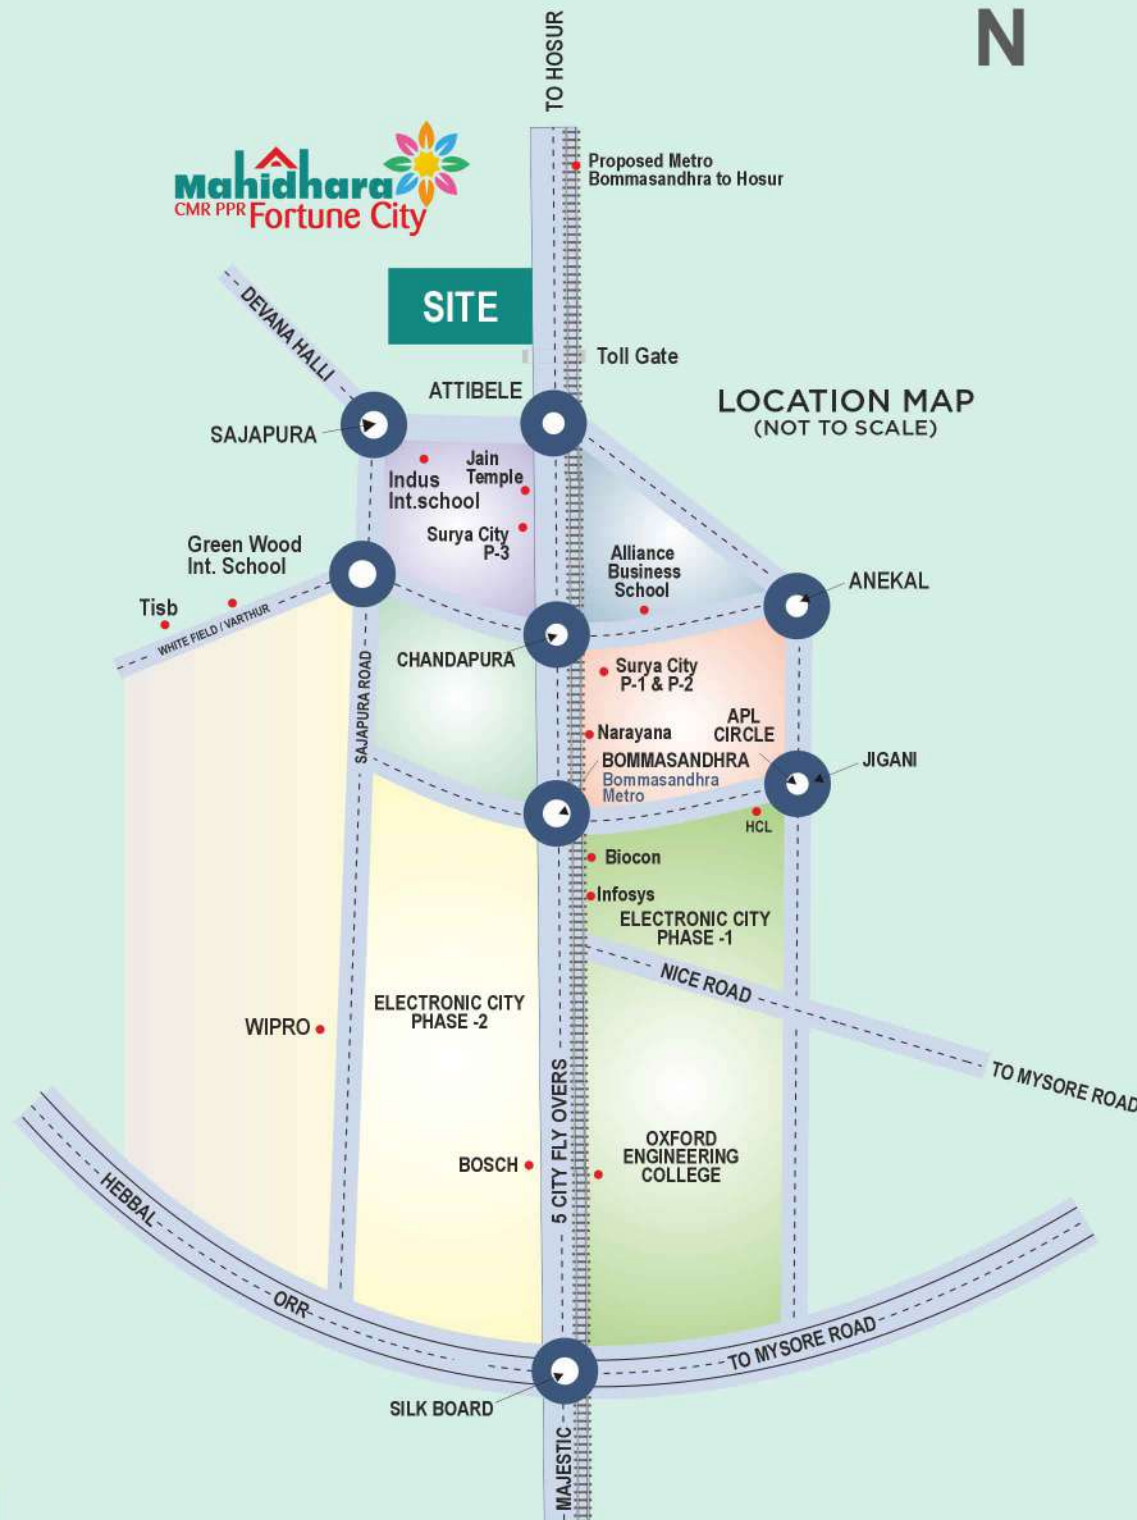 N
TO HOSUR
Proposed Metro
Bommasandhra to Hosur
Mahidhara
CMR PPR Fortune City
SITE
DEVANA HALLI
Toll Gate
ATTIBELE
LOCATION MAP
(NOT TO SCALE)
SAJAPURA
Indus
Int.school
Jain
Temple
Surya City
P-3
Green Wood
Int. School
Alliance
Business
School
ANEKAL
Tisb
WHITE FIELD / VARTHUR
CHANDAPURA
SAJAPURA ROAD
Surya City
P-1 & P-2
Narayana
APL
CIRCLE
BOMMASANDHRA
Bommasandhra
Metro
JIGANI
HCL
Biocon
Infosys
ELECTRONIC CITY
PHASE -1
NICE ROAD
ELECTRONIC CITY
PHASE -2
WIPRO
TO MYSORE ROAD
5 CITY FLY OVERS
OXFORD
ENGINEERING
COLLEGE
BOSCH
HEBBAL
ORR
TO MYSORE ROAD
SILK BOARD
MAJESTIC